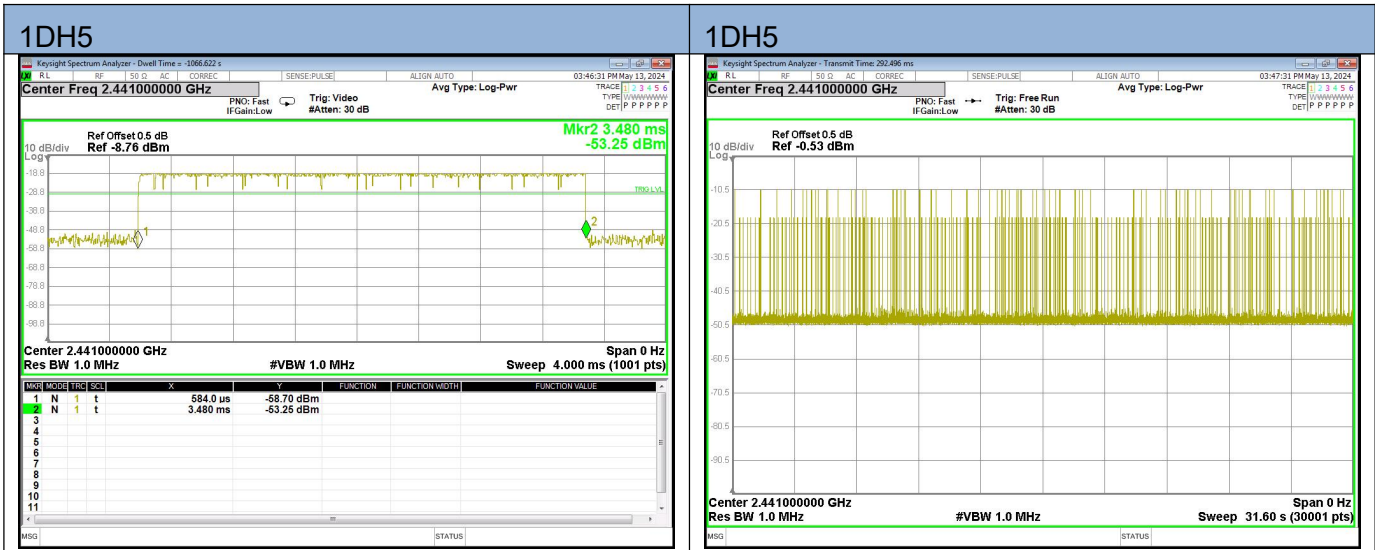 1DH5
Keysight Spectrum Analyzer - Dwell Time = -1066.622 s
RL RF 50 Ω AC CORREC SENSE:PULSE ALIGN AUTO 03:46:31 PM May 13, 2024
Center Freq 2.441000000 GHz Avg Type: Log-Pwr TRACE 1 2 3 4 5 6
PNO: Fast Trig: Video TYPE WWWWWW
IFGain:Low #Atten: 30 dB DET P P P P P P
Mkr2 3.480 ms
-53.25 dBm
Ref Offset 0.5 dB
10 dB/div Ref -8.76 dBm
Log
-18.8
-28.8
TRIG LVL
-38.8
-48.8
-58.8
-68.8
-78.8
-88.8
-98.8
1
2
Center 2.441000000 GHz Span 0 Hz
Res BW 1.0 MHz #VBW 1.0 MHz Sweep 4.000 ms (1001 pts)
MKR MODE TRC SCL X Y FUNCTION FUNCTION WIDTH FUNCTION VALUE
1 N 1 t 584.0 µs -58.70 dBm
2 N 1 t 3.480 ms -53.25 dBm
3
4
5
6
7
8
9
10
11
MSG STATUS
1DH5
Keysight Spectrum Analyzer - Transmit Time: 292.496 ms
RL RF 50 Ω AC CORREC SENSE:PULSE ALIGN AUTO 03:47:31 PM May 13, 2024
Center Freq 2.441000000 GHz Avg Type: Log-Pwr TRACE 1 2 3 4 5 6
PNO: Fast Trig: Free Run TYPE WWWWWW
IFGain:Low #Atten: 30 dB DET P P P P P P
Ref Offset 0.5 dB
10 dB/div Ref -0.53 dBm
Log
-10.5
-20.5
-30.5
-40.5
-50.5
-60.5
-70.5
-80.5
-90.5
Center 2.441000000 GHz Span 0 Hz
Res BW 1.0 MHz #VBW 1.0 MHz Sweep 31.60 s (30001 pts)
MSG STATUS